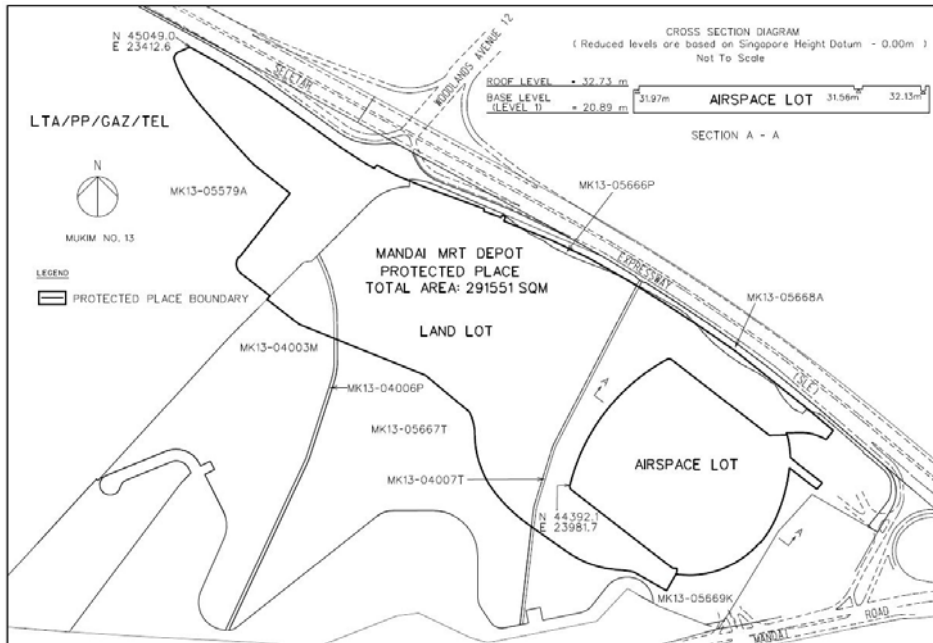 N 45049.0
E 23412.6
SELETAR
WOODLANDS AVENUE 12
CROSS SECTION DIAGRAM
( Reduced levels are based on Singapore Height Datum - 0.00m )
Not To Scale
ROOF LEVEL = 32.73 m
BASE LEVEL
(LEVEL 1) = 20.89 m
31.97m
AIRSPACE LOT
31.56m
32.13m
SECTION A - A
LTA/PP/GAZ/TEL
N
MUKIM NO. 13
LEGEND
PROTECTED PLACE BOUNDARY
MK13-05579A
MK13-05666P
MANDAI MRT DEPOT
PROTECTED PLACE
TOTAL AREA: 291551 SQM
LAND LOT
EXPRESSWAY
MK13-05668A
(SLE)
MK13-04003M
MK13-04006P
MK13-05667T
MK13-04007T
A
AIRSPACE LOT
N 44392.1
E 23981.7
A
MK13-05669K
MANDAI ROAD